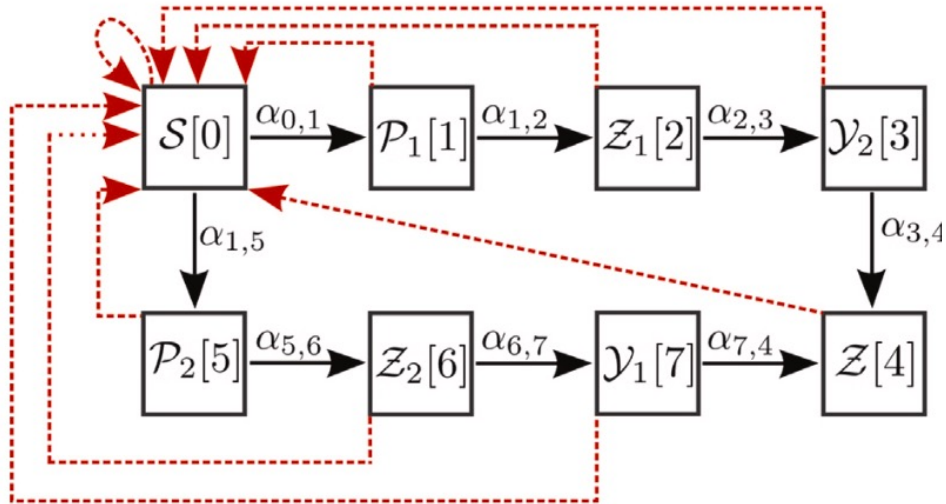 𝒮[0] α₀,₁ 𝒫₁[1] α₁,₂ 𝒵₁[2] α₂,₃ 𝒴₂[3]
α₁,₅ α₃,₄
𝒫₂[5] α₅,₆ 𝒵₂[6] α₆,₇ 𝒴₁[7] α₇,₄ 𝒵[4]